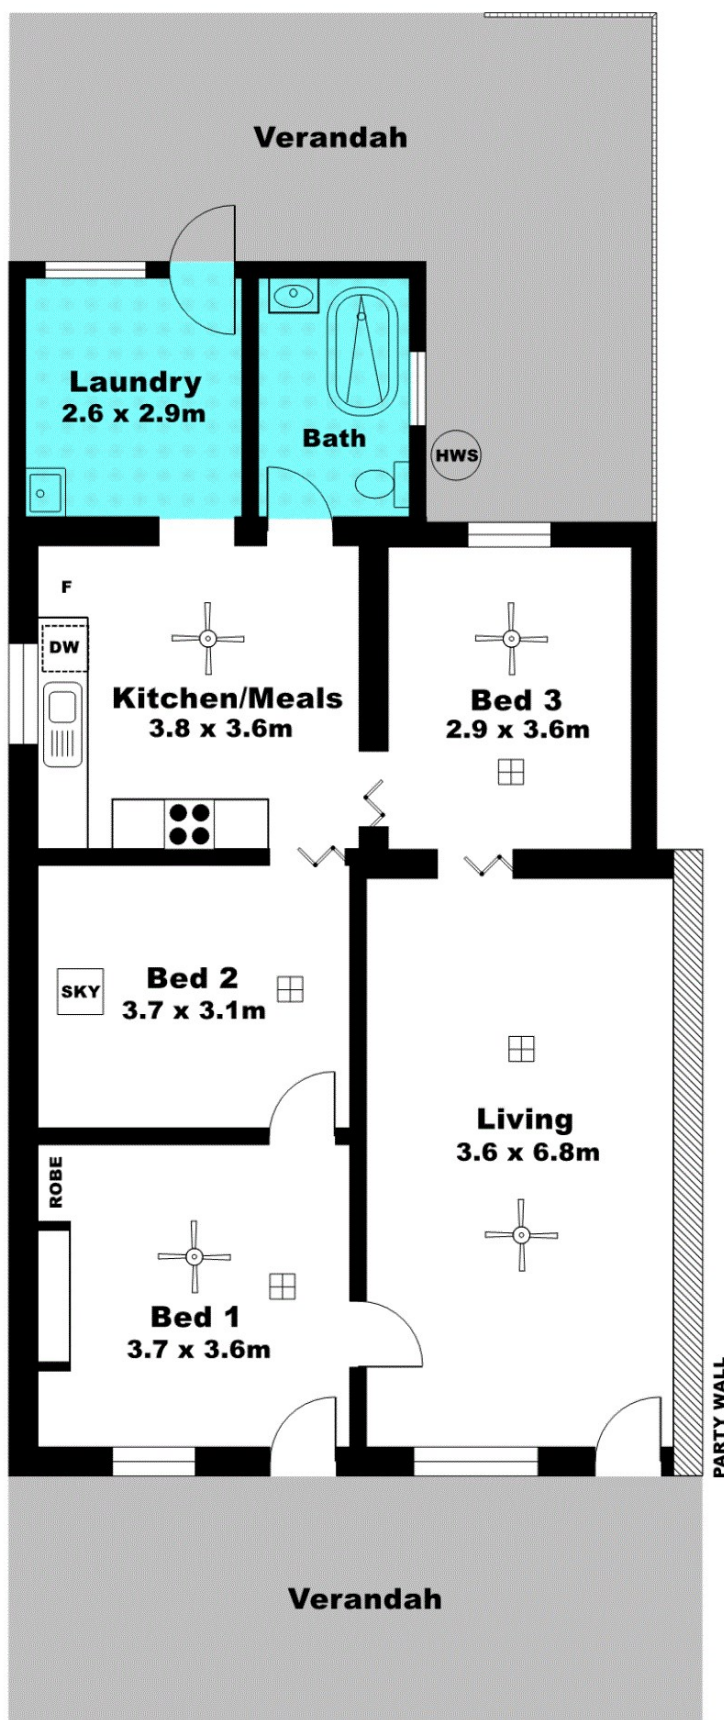 Verandah
Laundry
2.6 x 2.9m
Bath
HWS
F
DW
Kitchen/Meals
3.8 x 3.6m
Bed 3
2.9 x 3.6m
SKY
Bed 2
3.7 x 3.1m
Living
3.6 x 6.8m
ROBE
Bed 1
3.7 x 3.6m
PARTY WALL
Verandah